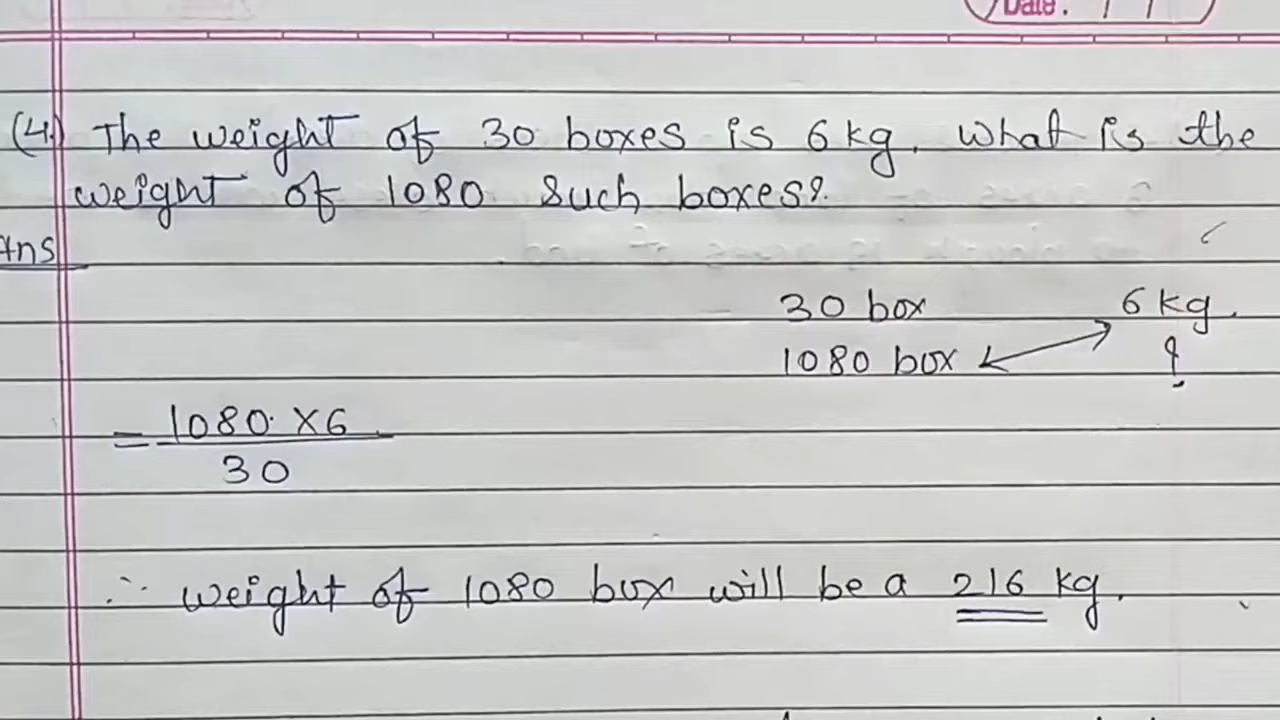 Date : / /
(4) The weight of 30 boxes is 6 kg. What is the
weight of 1080 such boxes?
Ans
30 box 6 kg.
1080 box ?
= 1080 × 6
30
∴ weight of 1080 box will be a 216 kg.